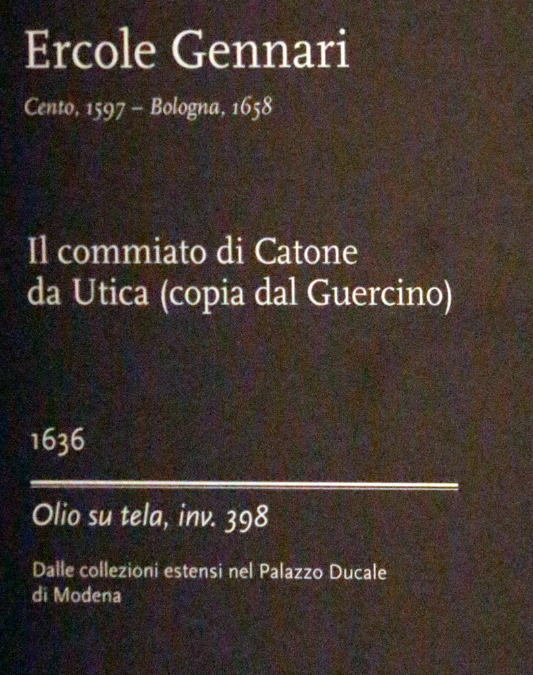 Ercole Gennari
Cento, 1597 – Bologna, 1658
Il commiato di Catone
da Utica (copia dal Guercino)
1636
Olio su tela, inv. 398
Dalle collezioni estensi nel Palazzo Ducale
di Modena